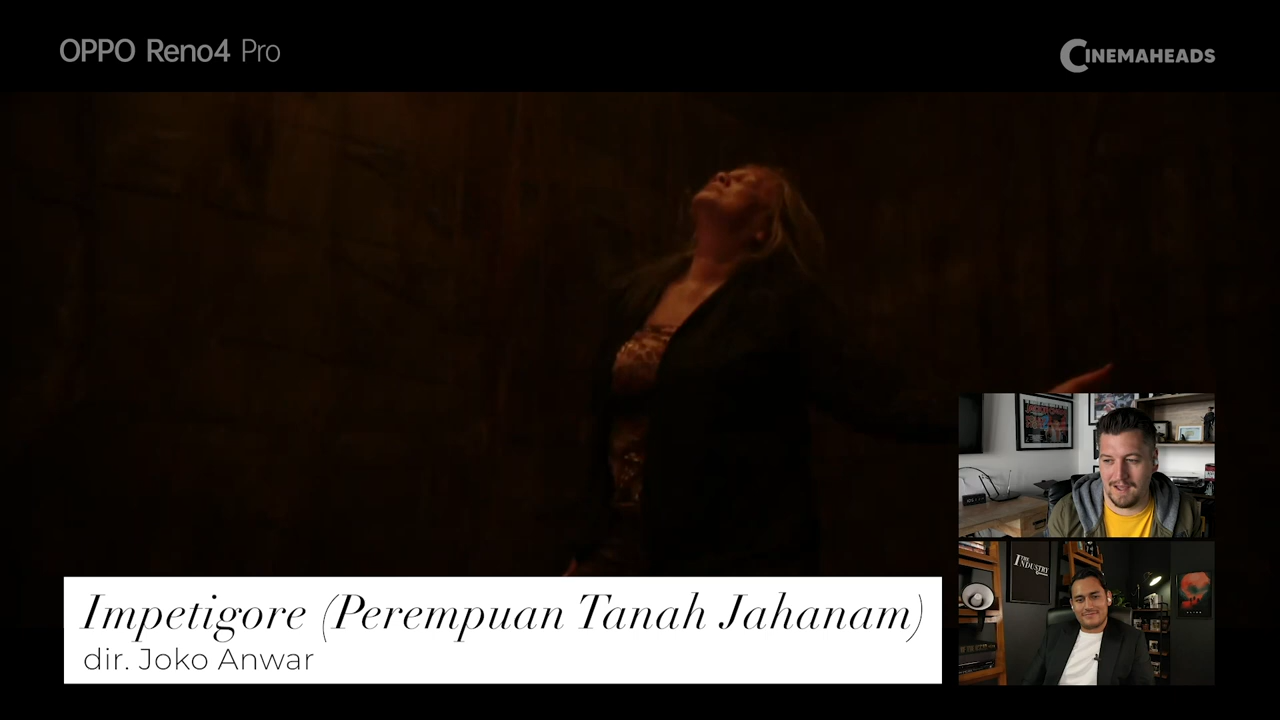 OPPO Reno4 Pro
CINEMAHEADS
Impetigore (Perempuan Tanah Jahanam)
dir. Joko Anwar
THE INDUSTRY